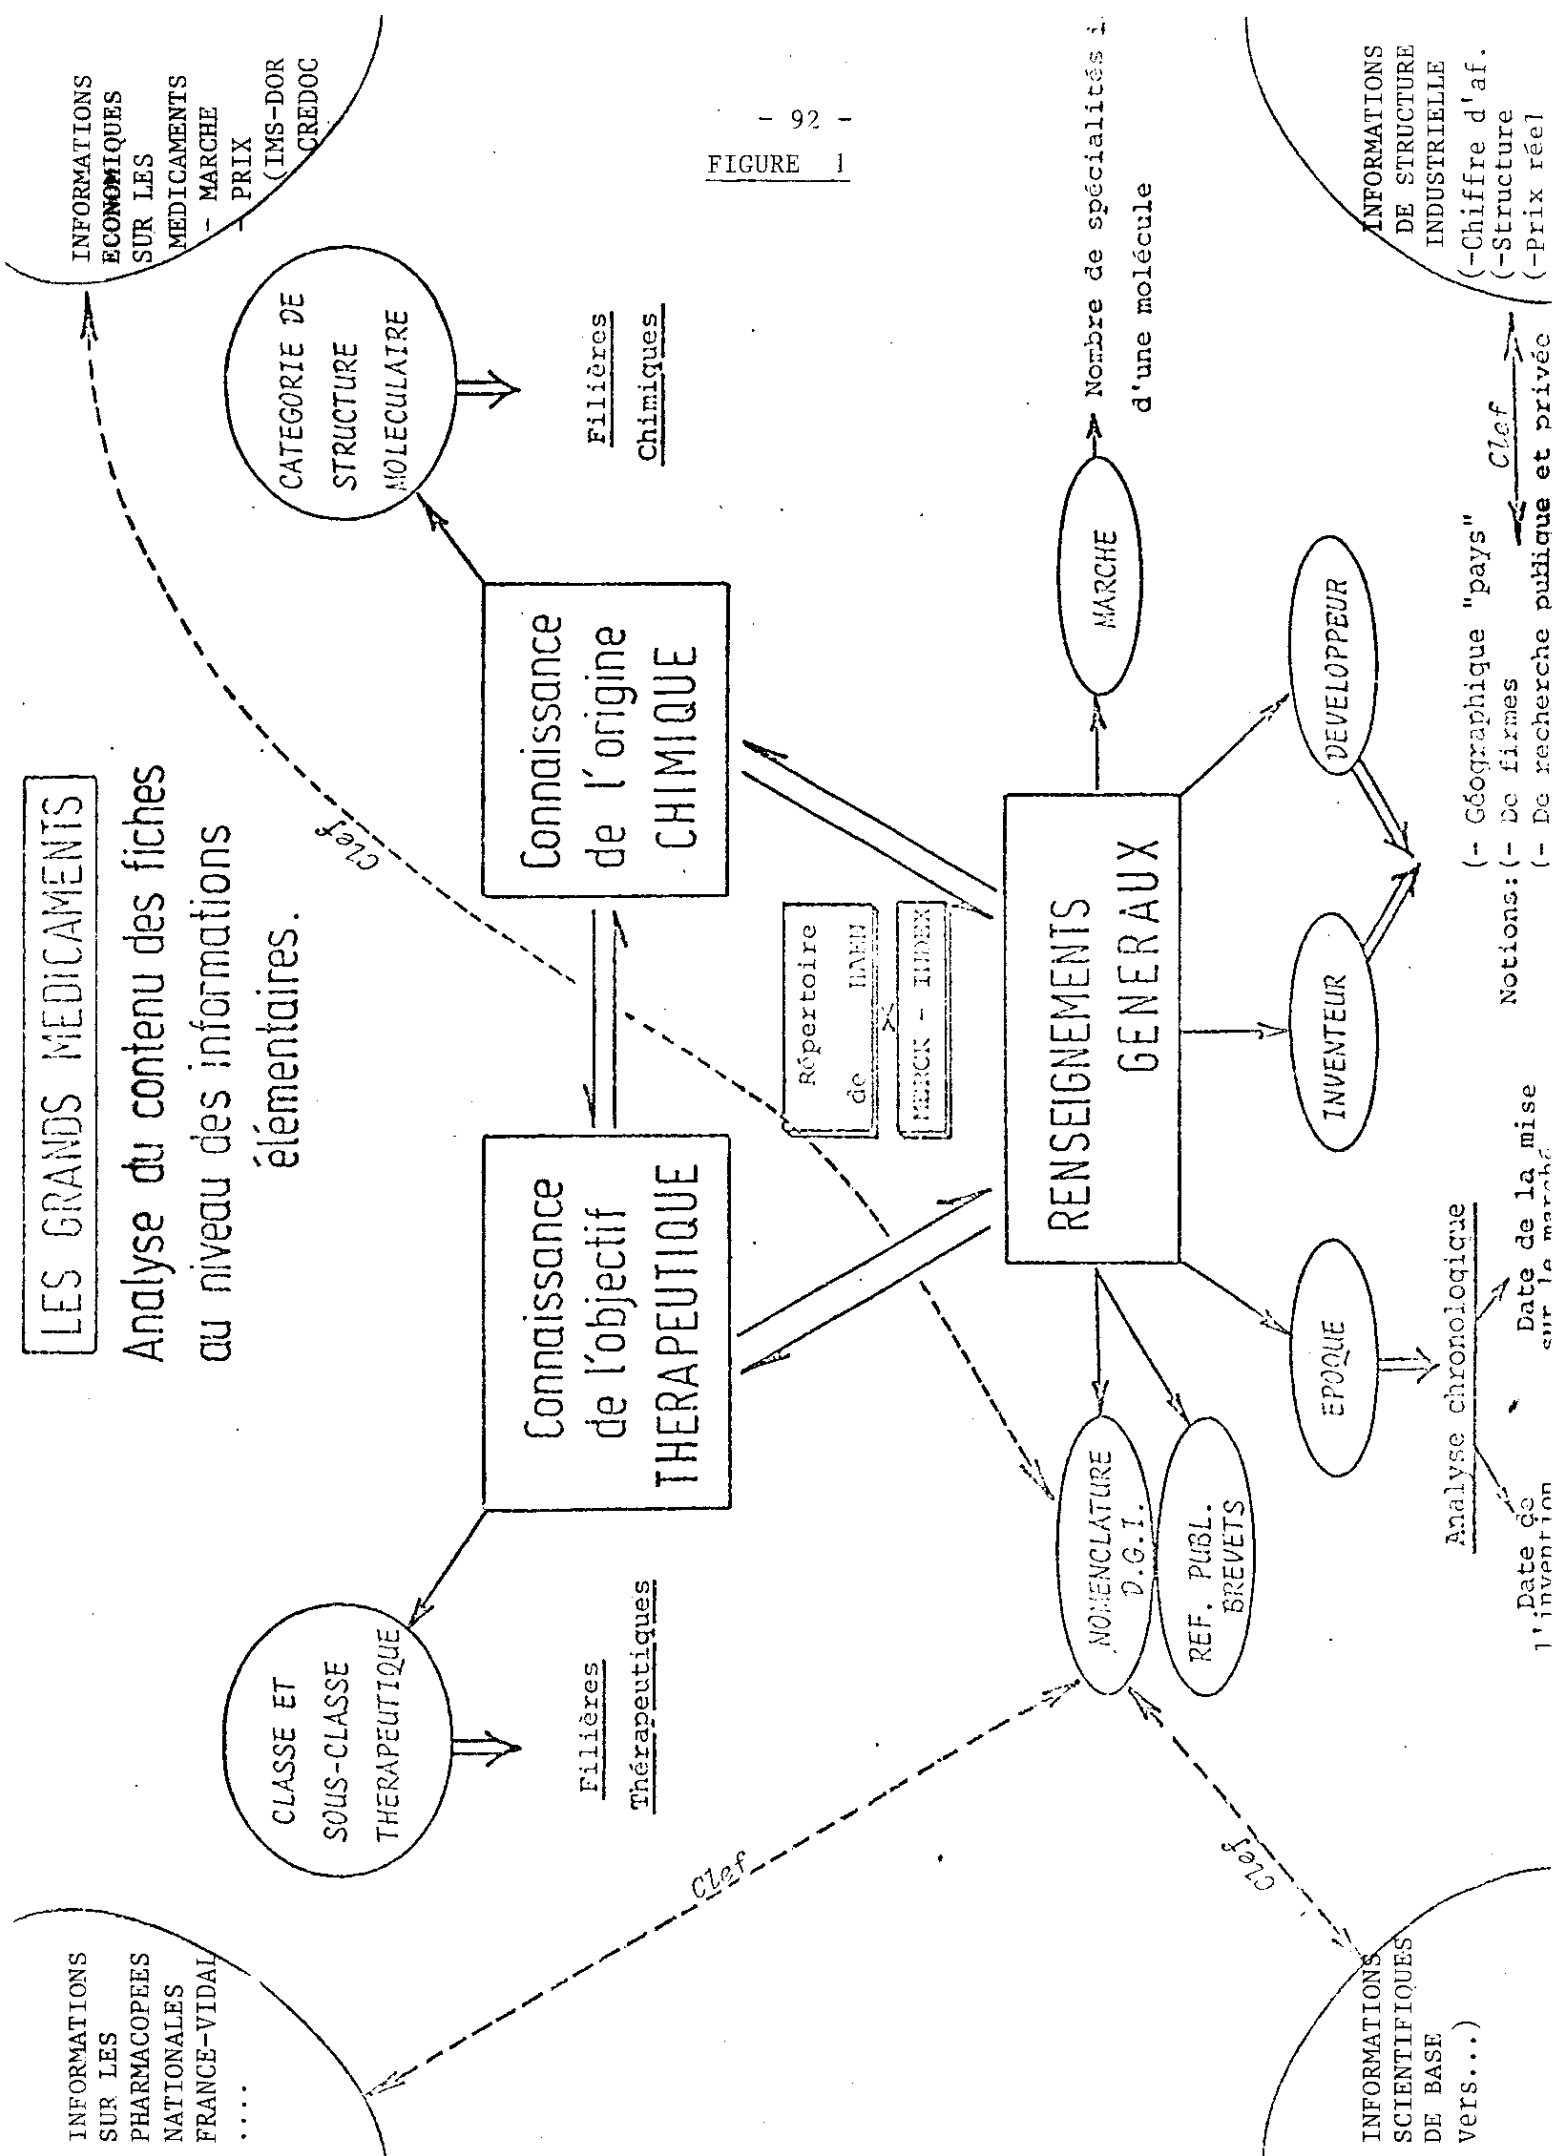 - 92 -
FIGURE 1
LES GRANDS MEDICAMENTS
Analyse du contenu des fiches
au niveau des informations
élémentaires.
INFORMATIONS
SUR LES
PHARMACOPEES
NATIONALES
FRANCE-VIDAL
....
INFORMATIONS
ECONOMIQUES
SUR LES
MEDICAMENTS
- MARCHE
- PRIX
(IMS-DOR
CREDOC
Clef
CLASSE ET
SOUS-CLASSE
THERAPEUTIQUE
Filières
Thérapeutiques
CATEGORIE DE
STRUCTURE
MOLECULAIRE
Filières
Chimiques
Connaissance
de l'objectif
THERAPEUTIQUE
Connaissance
de l'origine
CHIMIQUE
Clef
Répertoire
de HAEN
X
MERCK - INDEX
RENSEIGNEMENTS
GENERAUX
NOMENCLATURE
D.G.I.
REF. PUBL.
BREVETS
MARCHE
Nombre de spécialités
d'une molécule
EPOQUE
INVENTEUR
DEVELOPPEUR
Clef
Analyse chronologique
Date de
l'invention
Date de la mise
sur le marché
(- Géographique "pays"
Notions:(- De firmes
(- De recherche publique et privée
Clef
INFORMATIONS
SCIENTIFIQUES
DE BASE
vers...)
INFORMATIONS
DE STRUCTURE
INDUSTRIELLE
(-Chiffre d'af.
(-Structure
(-Prix réel